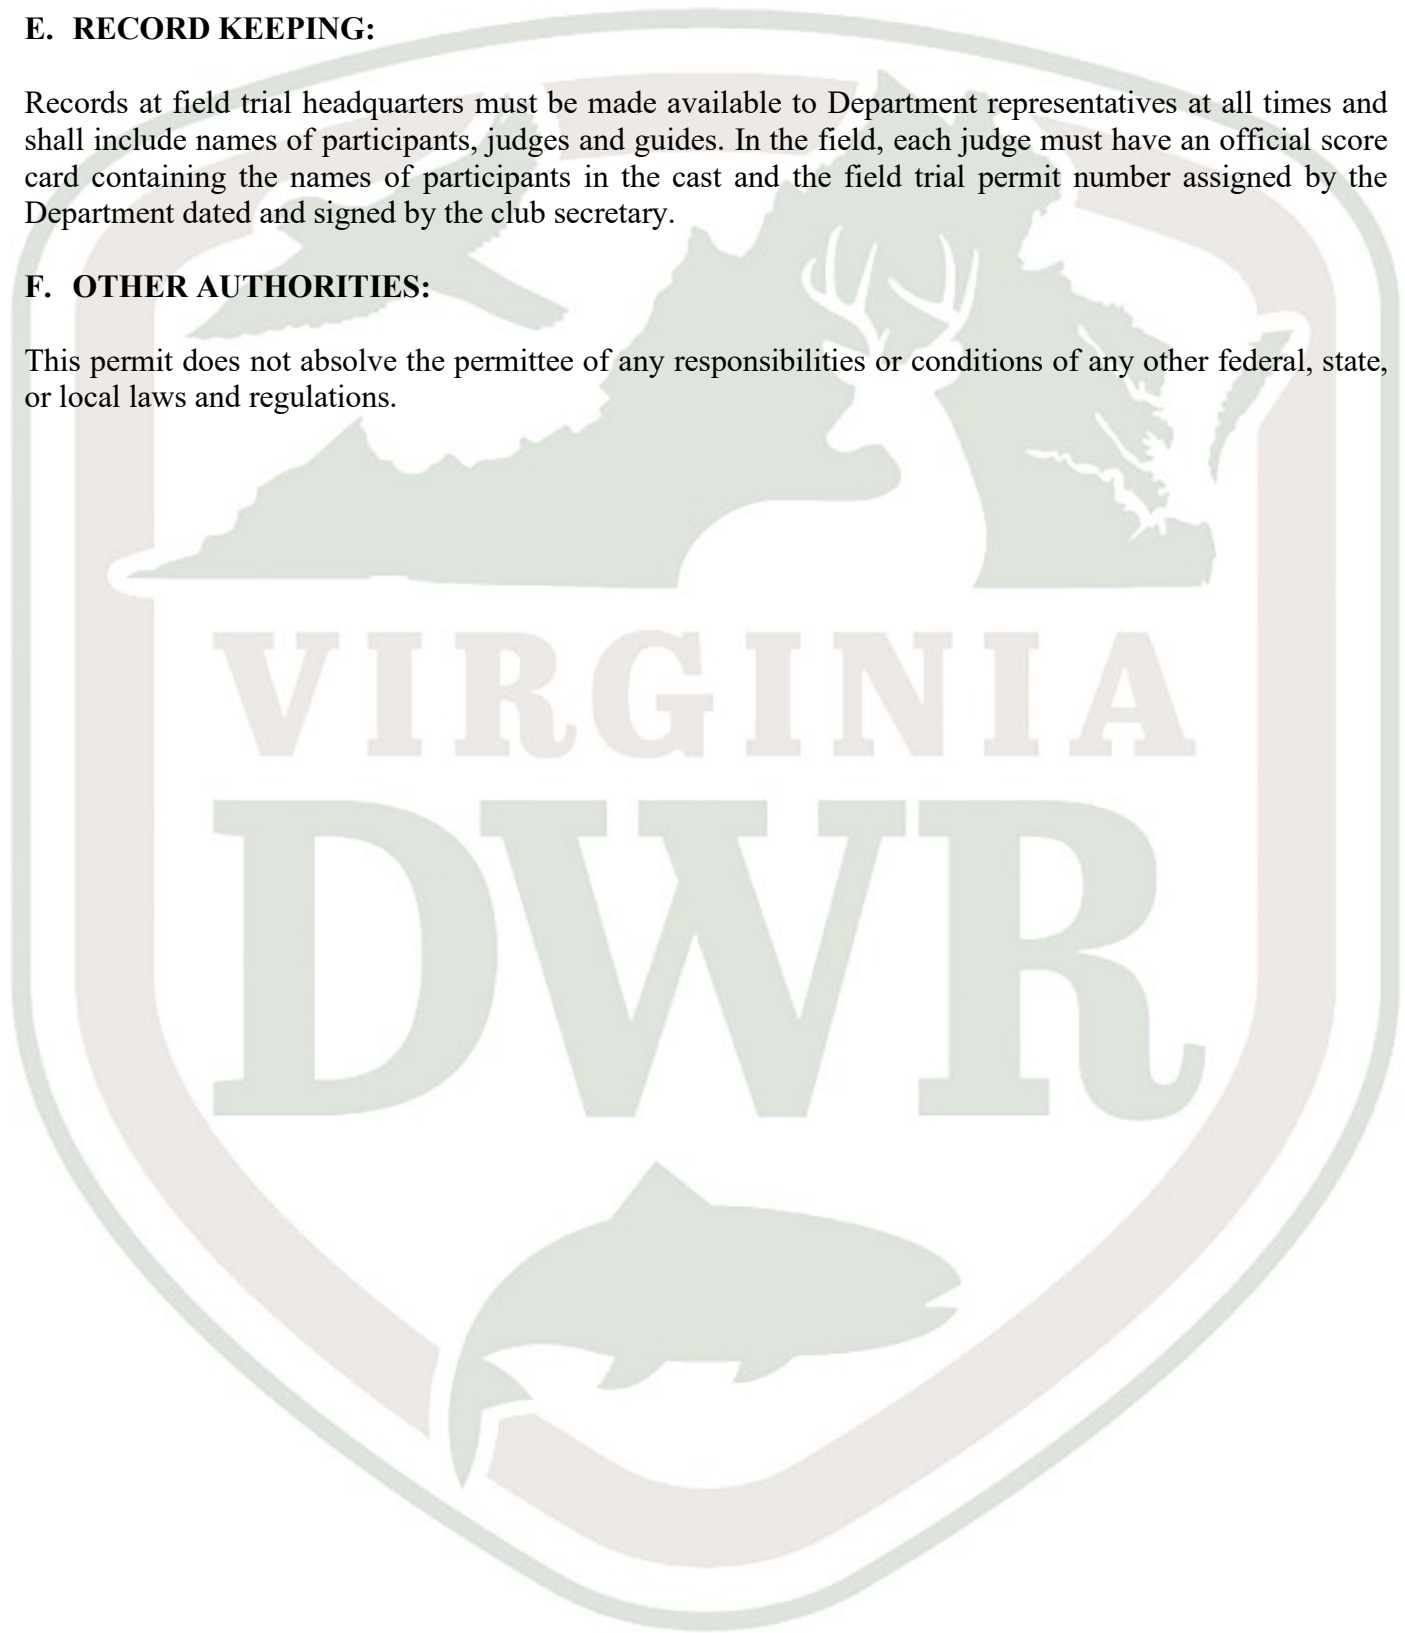 E. RECORD KEEPING:
Records at field trial headquarters must be made available to Department representatives at all times and
shall include names of participants, judges and guides. In the field, each judge must have an official score
card containing the names of participants in the cast and the field trial permit number assigned by the
Department dated and signed by the club secretary.
F. OTHER AUTHORITIES:
This permit does not absolve the permittee of any responsibilities or conditions of any other federal, state,
or local laws and regulations.
VIRGINIA
DWR